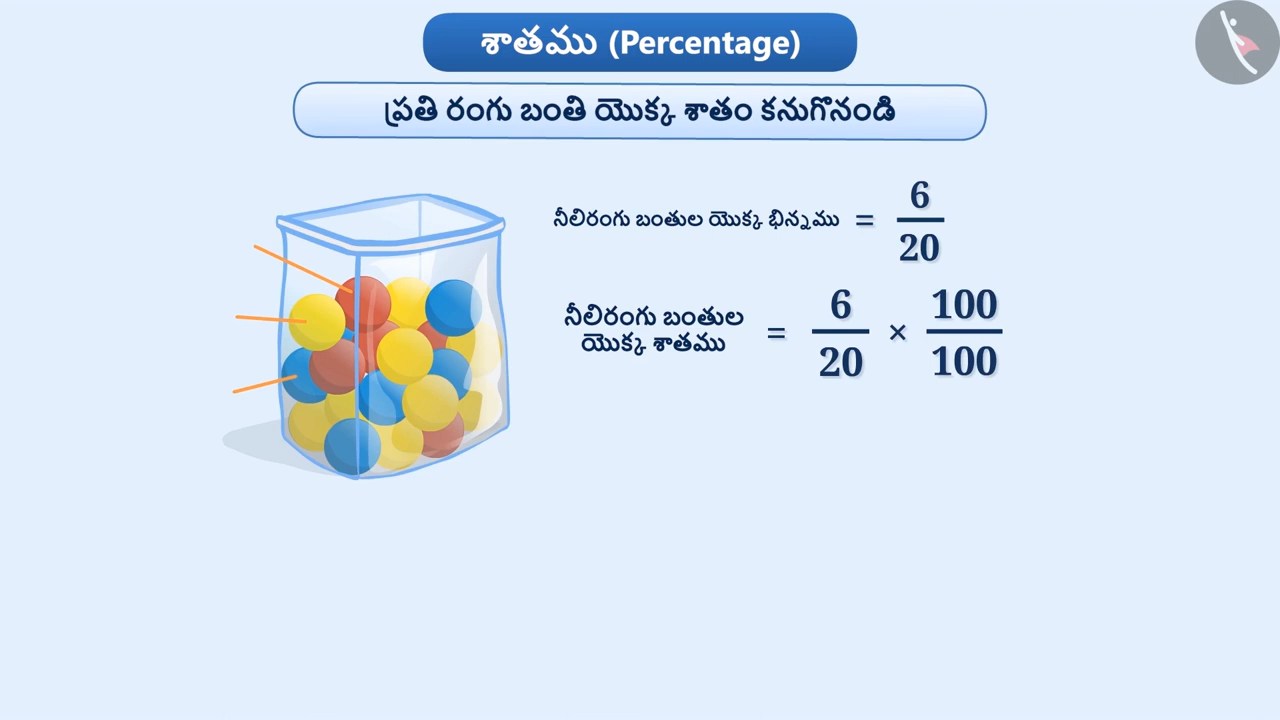 శాతము (Percentage)
ప్రతి రంగు బంతి యొక్క శాతం కనుగొనండి
నీలిరంగు బంతుల యొక్క భిన్నము = 6/20
నీలిరంగు బంతుల
యొక్క శాతము = 6/20 × 100/100